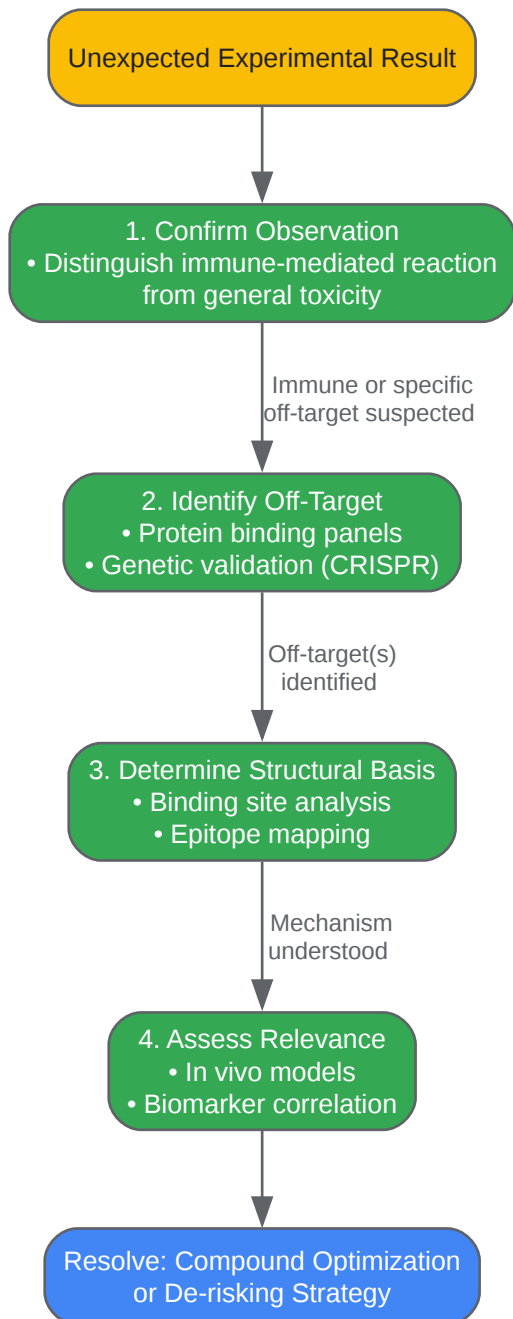 Unexpected Experimental Result
1. Confirm Observation
• Distinguish immune-mediated reaction
from general toxicity
Immune or specific
off-target suspected
2. Identify Off-Target
• Protein binding panels
• Genetic validation (CRISPR)
Off-target(s)
identified
3. Determine Structural Basis
• Binding site analysis
• Epitope mapping
Mechanism
understood
4. Assess Relevance
• In vivo models
• Biomarker correlation
Resolve: Compound Optimization
or De-risking Strategy